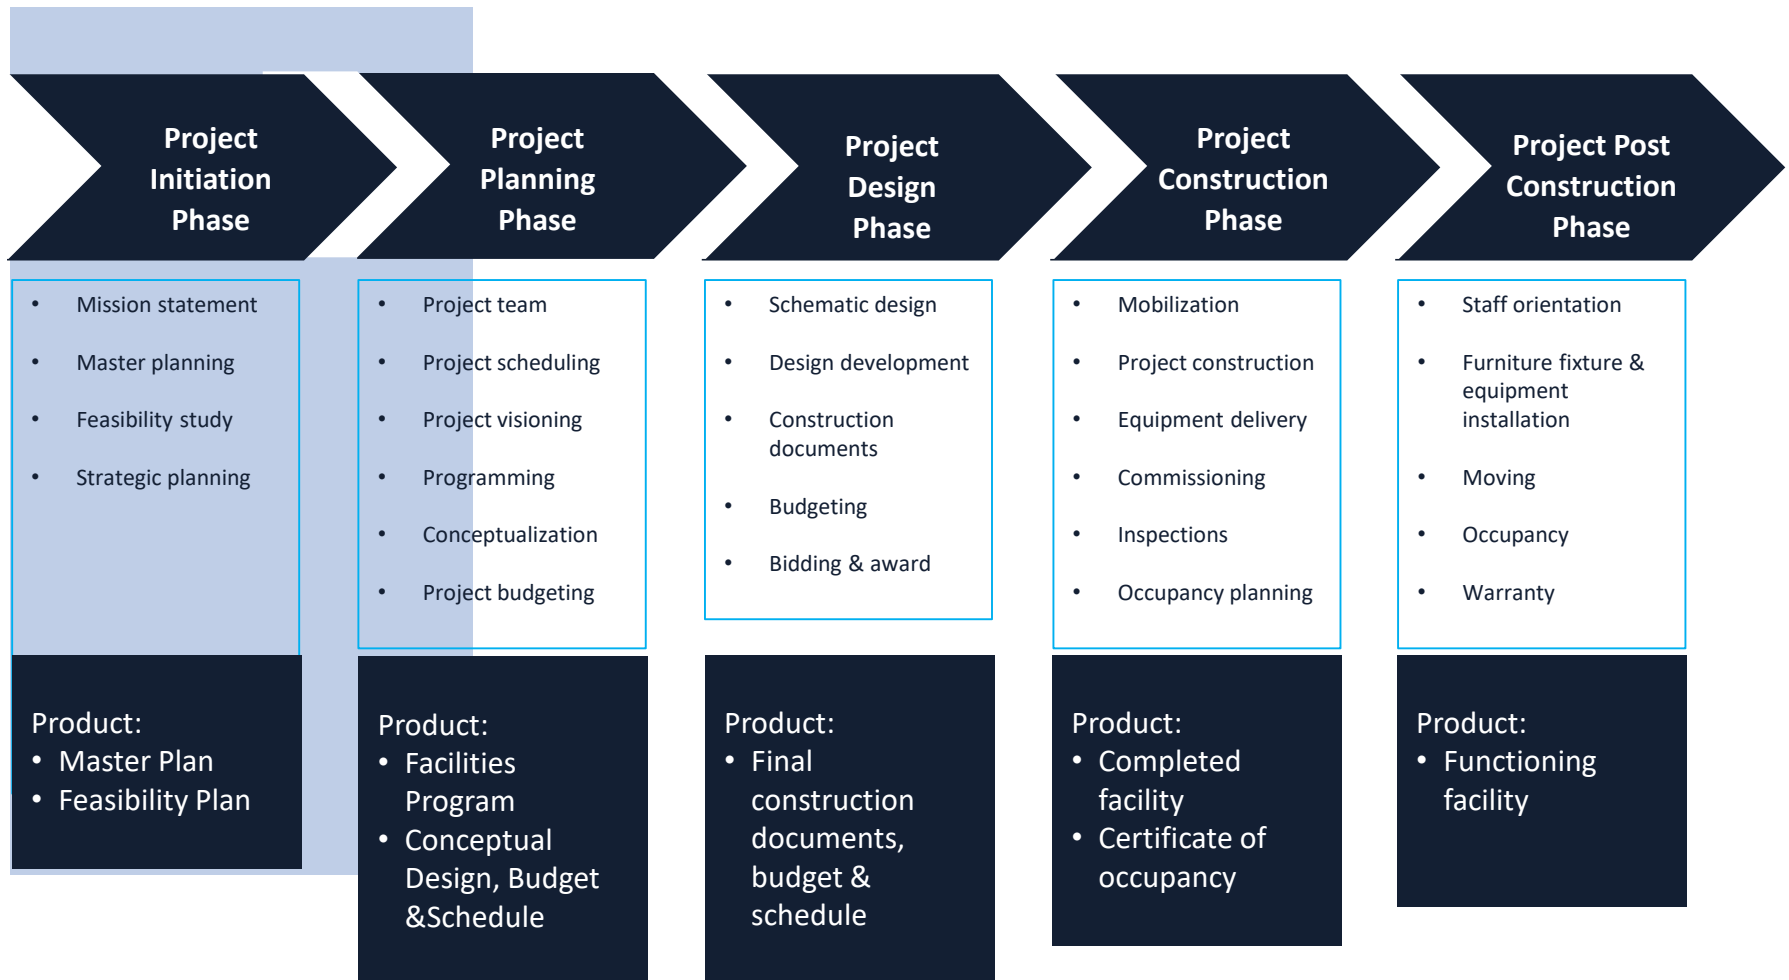 Project
Initiation
Phase
Project
Planning
Phase
Project
Design
Phase
Project
Construction
Phase
Project Post
Construction
Phase
• Mission statement
• Master planning
• Feasibility study
• Strategic planning
• Project team
• Project scheduling
• Project visioning
• Programming
• Conceptualization
• Project budgeting
• Schematic design
• Design development
• Construction
documents
• Budgeting
• Bidding & award
• Mobilization
• Project construction
• Equipment delivery
• Commissioning
• Inspections
• Occupancy planning
• Staff orientation
• Furniture fixture &
equipment
installation
• Moving
• Occupancy
• Warranty
Product:
• Master Plan
• Feasibility Plan
Product:
• Facilities
Program
• Conceptual
Design, Budget
&Schedule
Product:
• Final
construction
documents,
budget &
schedule
Product:
• Completed
facility
• Certificate of
occupancy
Product:
• Functioning
facility